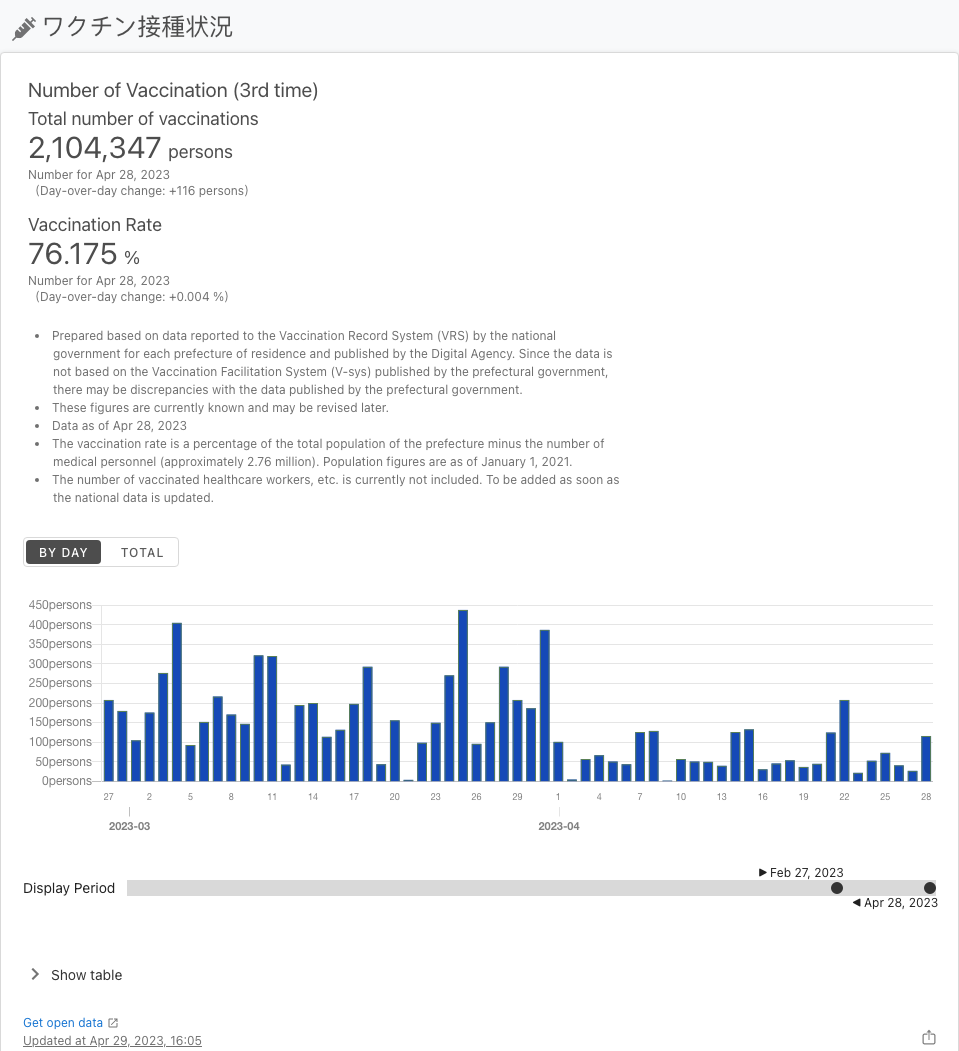 ワクチン接種状況
Number of Vaccination (3rd time)
Total number of vaccinations
2,104,347 persons
Number for Apr 28, 2023
(Day-over-day change: +116 persons)
Vaccination Rate
76.175 %
Number for Apr 28, 2023
(Day-over-day change: +0.004 %)
• Prepared based on data reported to the Vaccination Record System (VRS) by the national
government for each prefecture of residence and published by the Digital Agency. Since the data is
not based on the Vaccination Facilitation System (V-sys) published by the prefectural government,
there may be discrepancies with the data published by the prefectural government.
• These figures are currently known and may be revised later.
• Data as of Apr 28, 2023
• The vaccination rate is a percentage of the total population of the prefecture minus the number of
medical personnel (approximately 2.76 million). Population figures are as of January 1, 2021.
• The number of vaccinated healthcare workers, etc. is currently not included. To be added as soon as
the national data is updated.
BY DAY TOTAL
450persons
400persons
350persons
300persons
250persons
200persons
150persons
100persons
50persons
0persons
27 2 5 8 11 14 17 20 23 26 29 1 4 7 10 13 16 19 22 25 28
2023-03 2023-04
Feb 27, 2023
Display Period
Apr 28, 2023
Show table
Get open data
Updated at Apr 29, 2023, 16:05